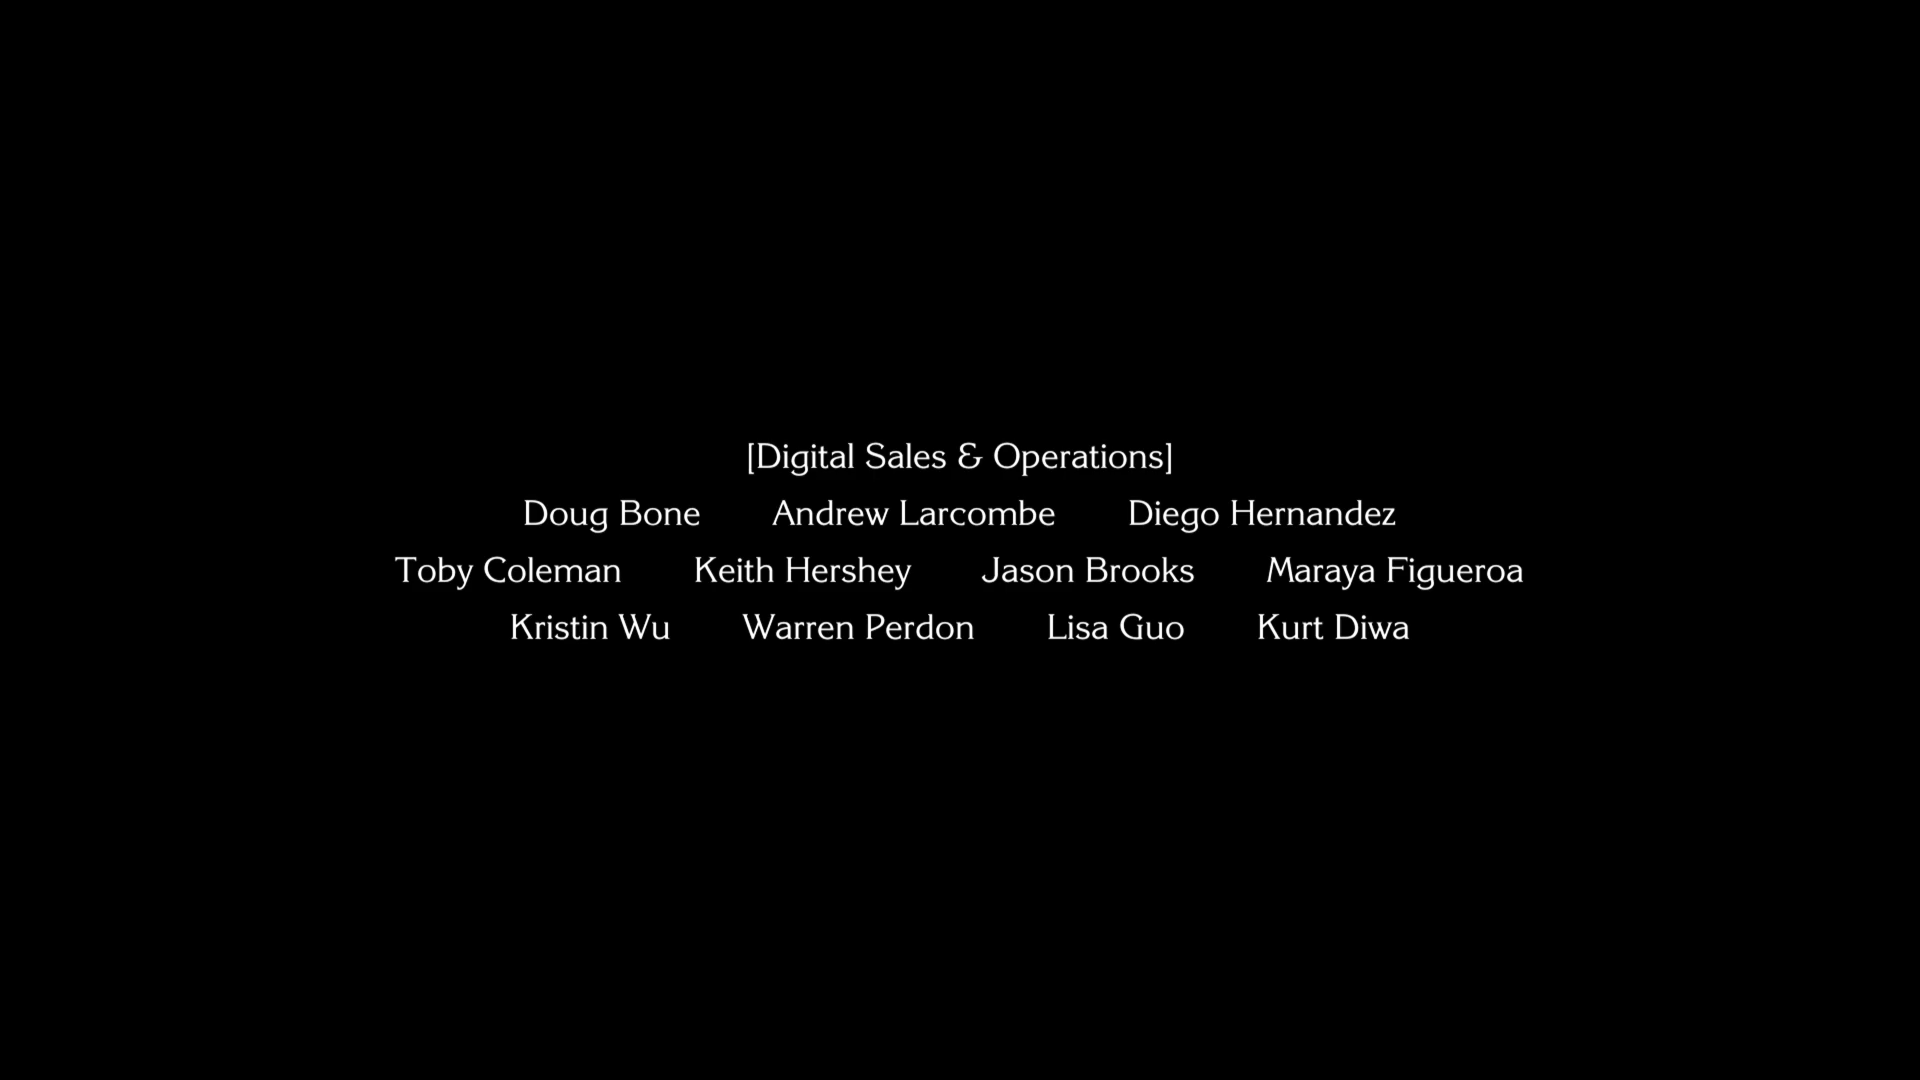 [Digital Sales & Operations]
Doug Bone Andrew Larcombe Diego Hernandez
Toby Coleman Keith Hershey Jason Brooks Maraya Figueroa
Kristin Wu Warren Perdon Lisa Guo Kurt Diwa